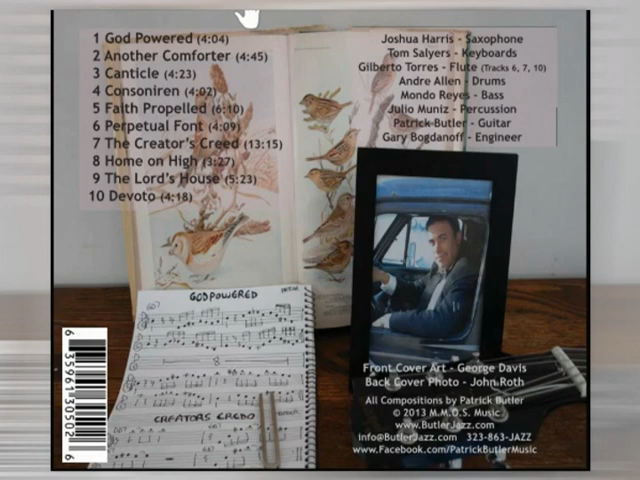 1 God Powered (4:04)
2 Another Comforter (4:45)
3 Canticle (4:23)
4 Consoniren (4:02)
5 Faith Propelled (6:10)
6 Perpetual Font (4:09)
7 The Creator's Creed (13:15)
8 Home on High (3:27)
9 The Lord's House (5:23)
10 Devoto (4:18)
Joshua Harris - Saxophone
Tom Salyers - Keyboards
Gilberto Torres - Flute (Tracks 6, 7, 10)
Andre Allen - Drums
Mondo Reyes - Bass
Julio Muniz - Percussion
Patrick Butler - Guitar
Gary Bogdanoff - Engineer
GODPOWERED
CREATORS CREDO
6 35961 30502 6
Front Cover Art - George Davis
Back Cover Photo - John Roth
All Compositions by Patrick Butler
© 2013 M.M.O.S. Music
www.ButlerJazz.com
info@ButlerJazz.com 323-863-JAZZ
www.Facebook.com/PatrickButlerMusic